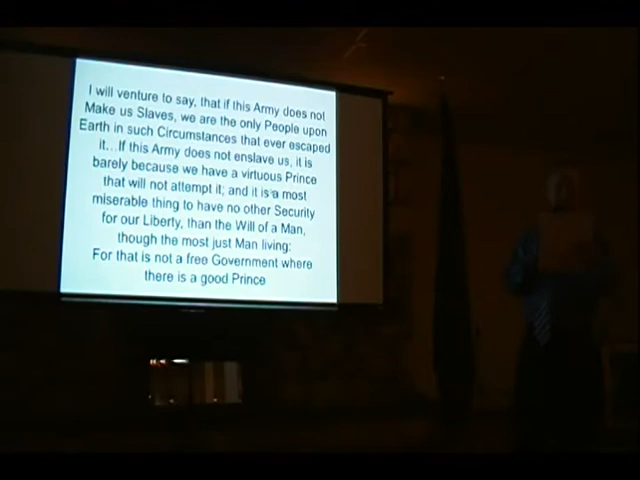 I will venture to say, that if this Army does not
Make us Slaves, we are the only People upon
Earth in such Circumstances that ever escaped
it...If this Army does not enslave us, it is
barely because we have a virtuous Prince
that will not attempt it; and it is a most
miserable thing to have no other Security
for our Liberty, than the Will of a Man,
though the most just Man living:
For that is not a free Government where
there is a good Prince